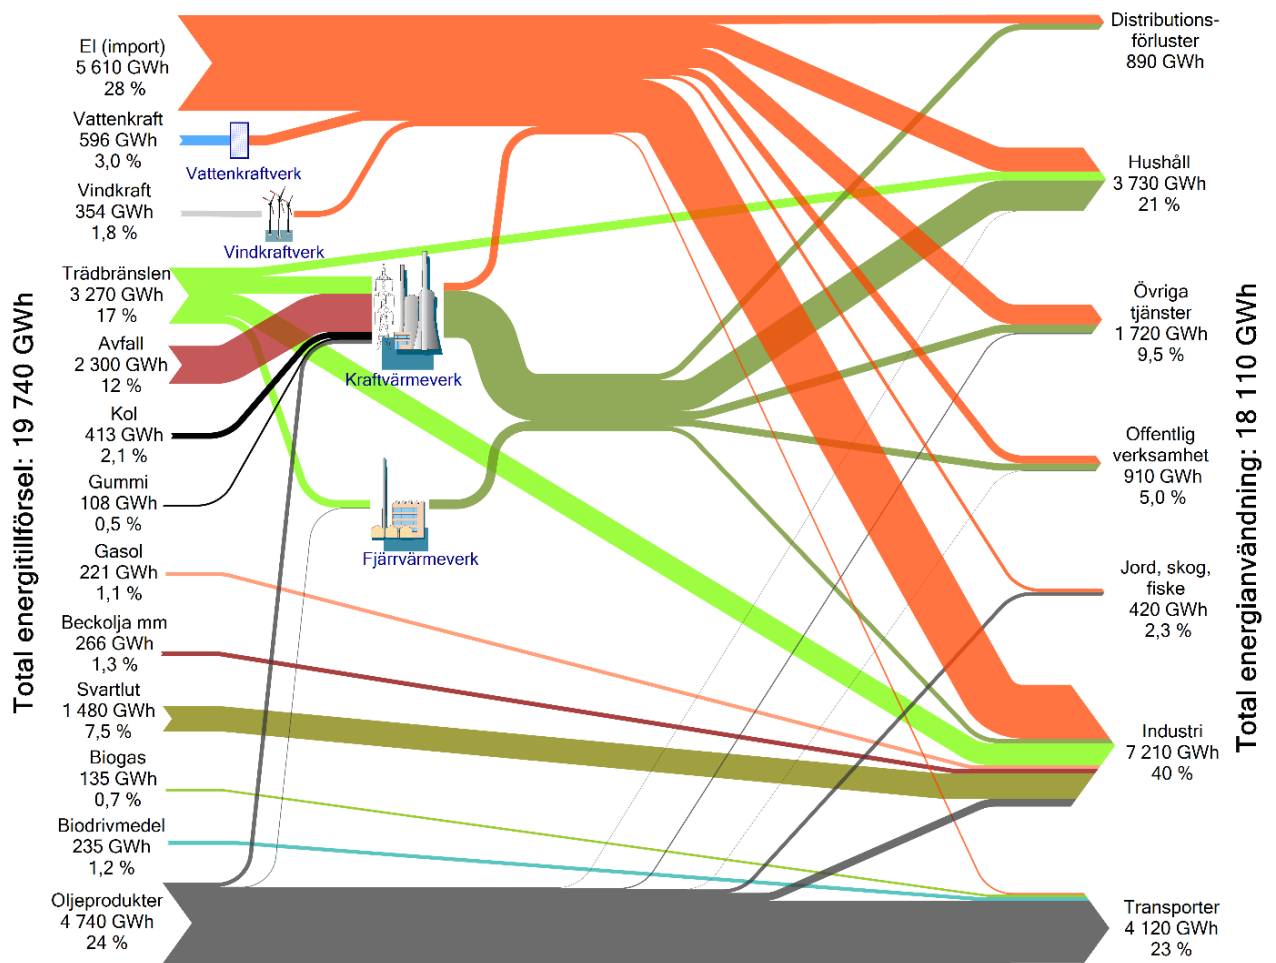 Total energitillförsel: 19 740 GWh
El (import)
5 610 GWh
28 %
Vattenkraft
596 GWh
3,0 %
Vattenkraftverk
Vindkraft
354 GWh
1,8 %
Vindkraftverk
Trädbränslen
3 270 GWh
17 %
Avfall
2 300 GWh
12 %
Kraftvärmeverk
Kol
413 GWh
2,1 %
Gummi
108 GWh
0,5 %
Fjärrvärmeverk
Gasol
221 GWh
1,1 %
Beckolja mm
266 GWh
1,3 %
Svartlut
1 480 GWh
7,5 %
Biogas
135 GWh
0,7 %
Biodrivmedel
235 GWh
1,2 %
Oljeprodukter
4 740 GWh
24 %
Distributions-
förluster
890 GWh
Hushåll
3 730 GWh
21 %
Övriga
tjänster
1 720 GWh
9,5 %
Offentlig
verksamhet
910 GWh
5,0 %
Jord, skog,
fiske
420 GWh
2,3 %
Industri
7 210 GWh
40 %
Transporter
4 120 GWh
23 %
Total energianvändning: 18 110 GWh